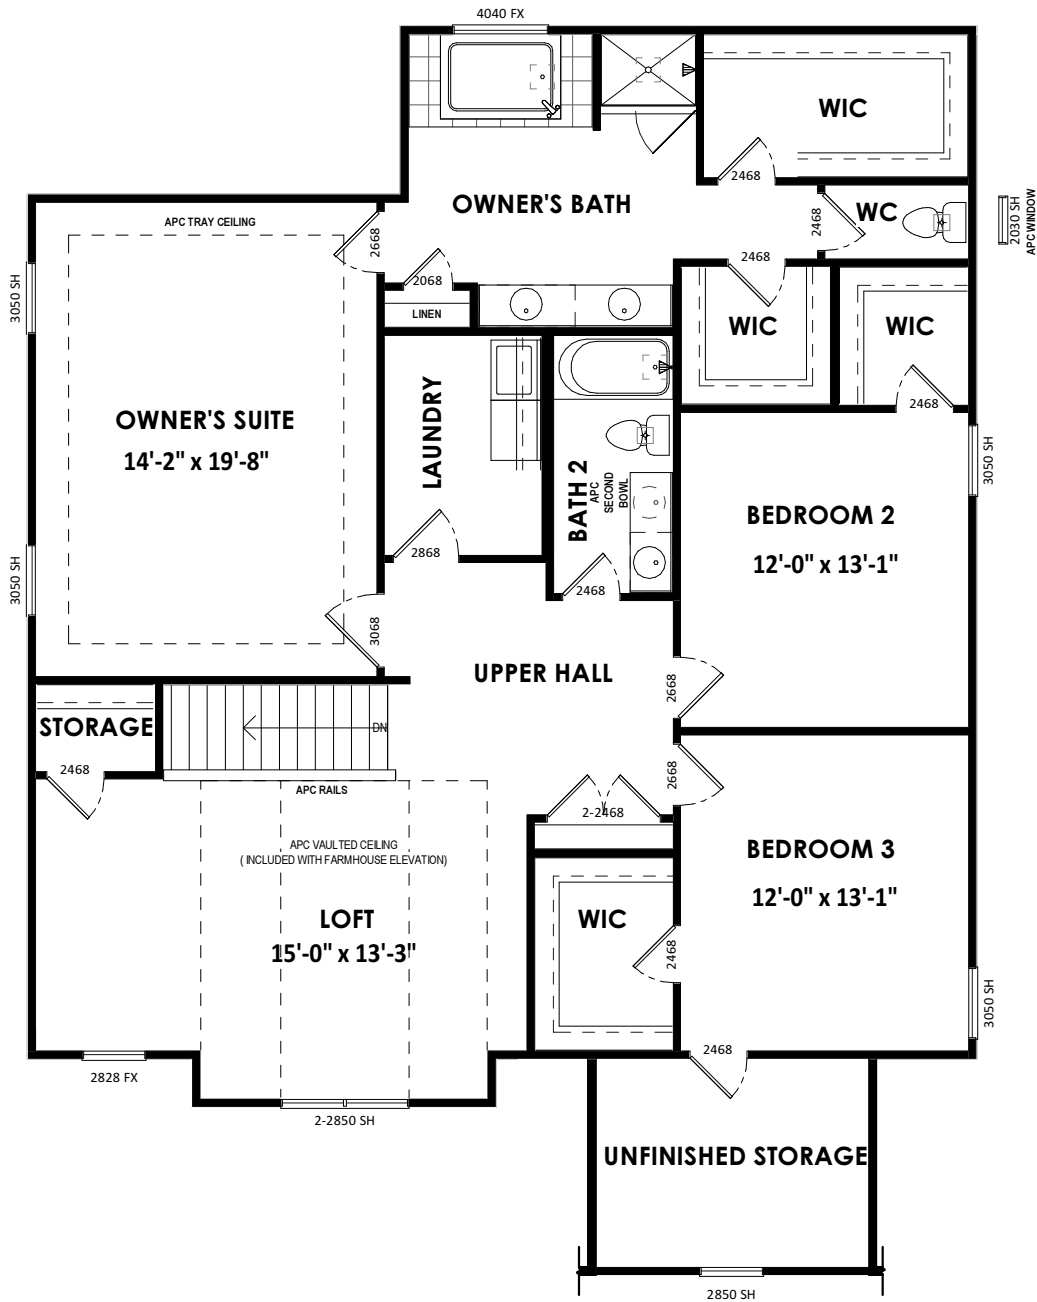 4040 FX
WIC
2468
OWNER'S BATH
2468
WC
2030 SH
APC WINDOW
APC TRAY CEILING
2668
2468
2068
LINEN
WIC
WIC
3050 SH
2468
OWNER'S SUITE
14'-2" x 19'-8"
LAUNDRY
BATH 2
APC
SECOND
BOWL
3050 SH
BEDROOM 2
12'-0" x 13'-1"
2868
3050 SH
2468
3068
UPPER HALL
2668
STORAGE
DN
2468
2668
APC RAILS
2-2468
APC VAULTED CEILING
( INCLUDED WITH FARMHOUSE ELEVATION)
BEDROOM 3
12'-0" x 13'-1"
LOFT
15'-0" x 13'-3"
WIC
2468
3050 SH
2468
2828 FX
2-2850 SH
UNFINISHED STORAGE
2850 SH